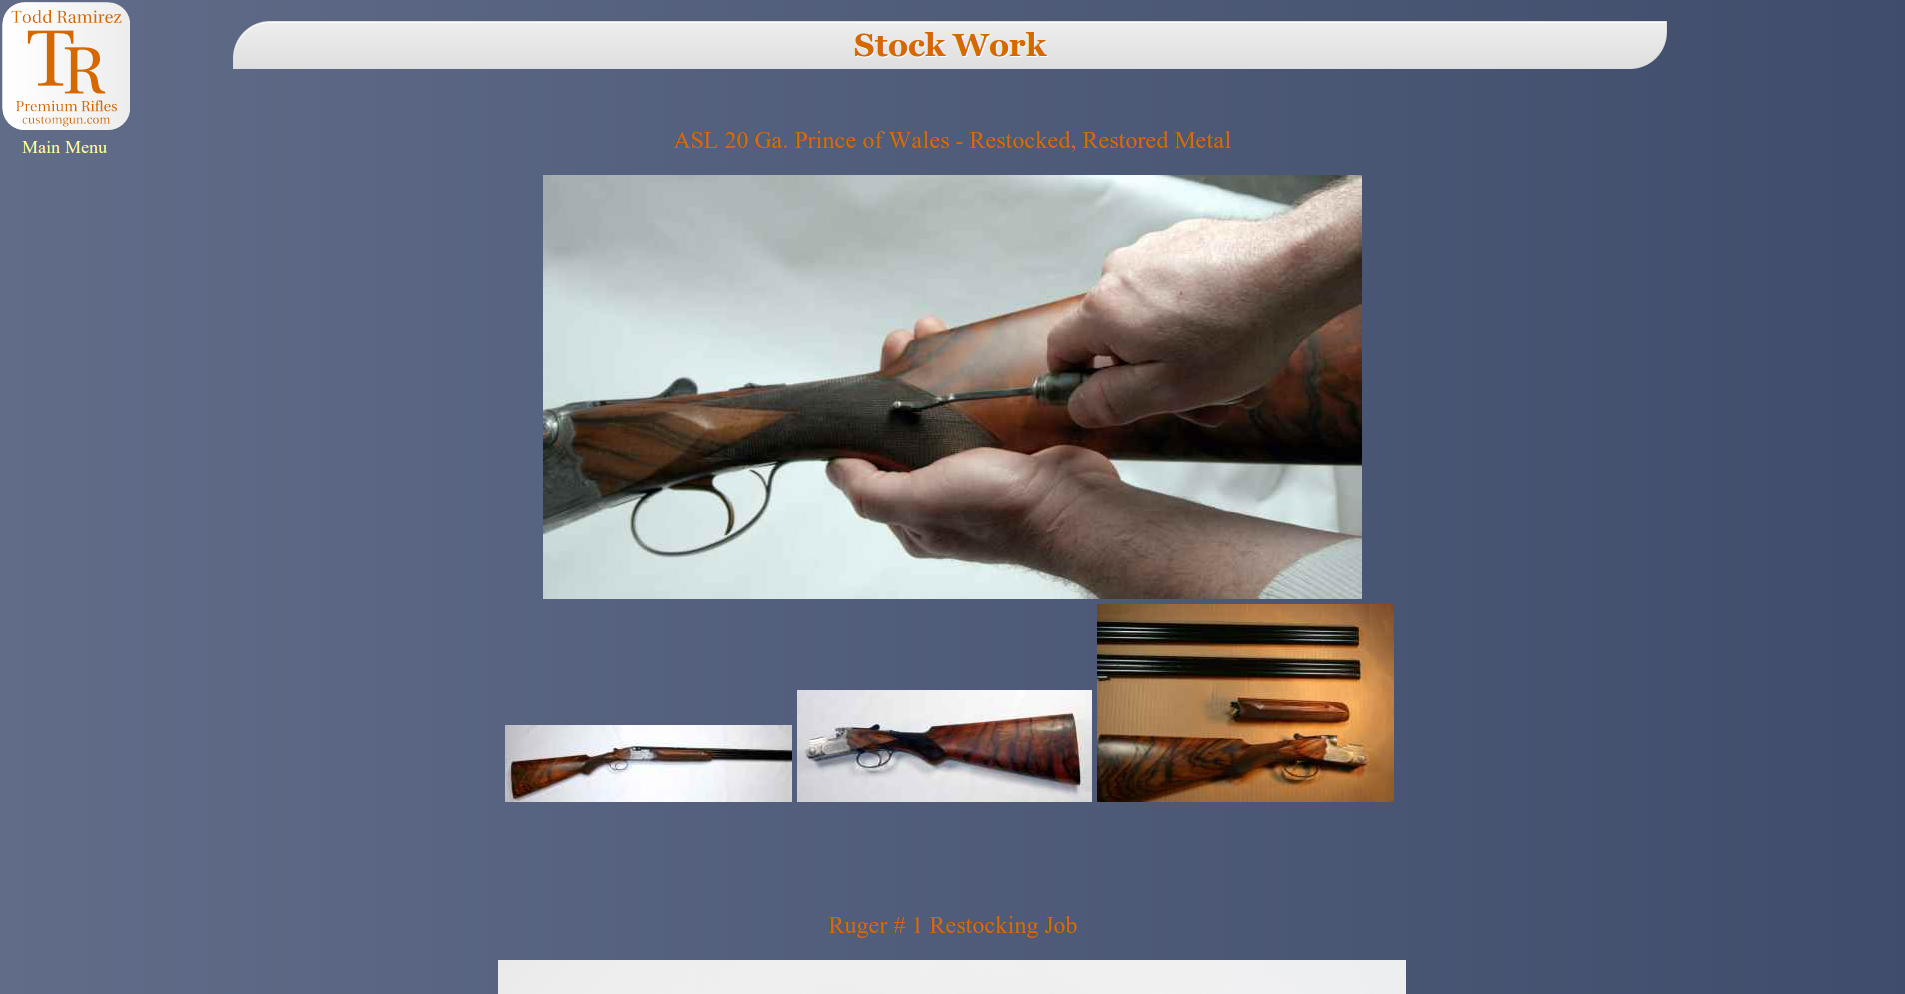 Todd Ramirez
TR
Premium Rifles
customgun.com
Main Menu
Stock Work
ASL 20 Ga. Prince of Wales - Restocked, Restored Metal
Ruger # 1 Restocking Job